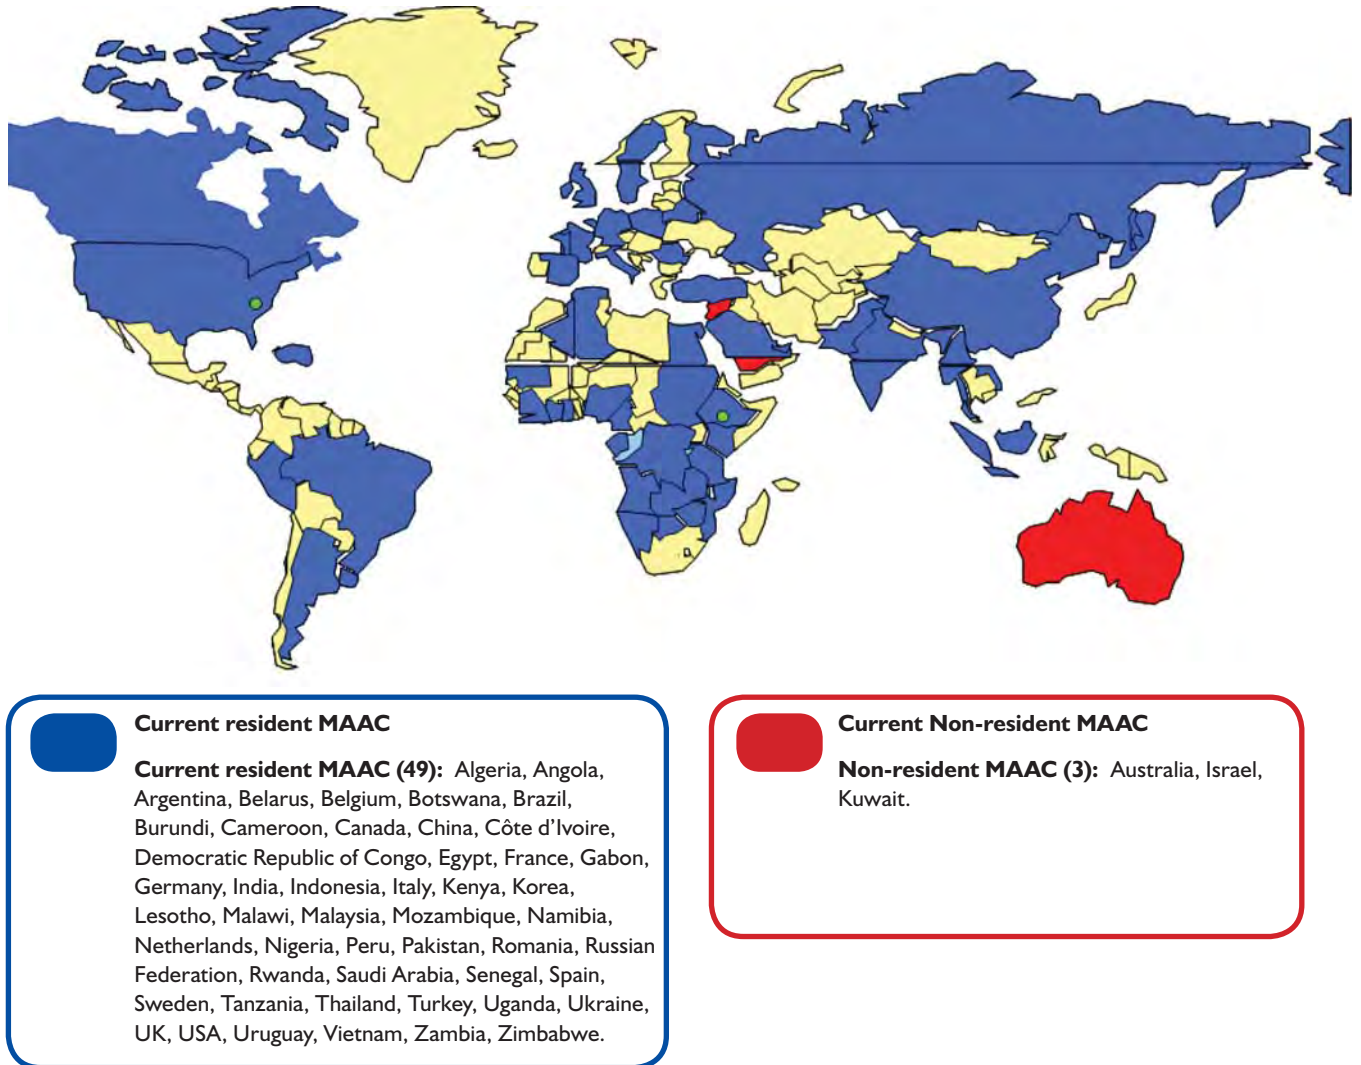 Current resident MAAC
Current resident MAAC (49): Algeria, Angola,
Argentina, Belarus, Belgium, Botswana, Brazil,
Burundi, Cameroon, Canada, China, Côte d’Ivoire,
Democratic Republic of Congo, Egypt, France, Gabon,
Germany, India, Indonesia, Italy, Kenya, Korea,
Lesotho, Malawi, Malaysia, Mozambique, Namibia,
Netherlands, Nigeria, Peru, Pakistan, Romania, Russian
Federation, Rwanda, Saudi Arabia, Senegal, Spain,
Sweden, Tanzania, Thailand, Turkey, Uganda, Ukraine,
UK, USA, Uruguay, Vietnam, Zambia, Zimbabwe.
Current Non-resident MAAC
Non-resident MAAC (3): Australia, Israel,
Kuwait.